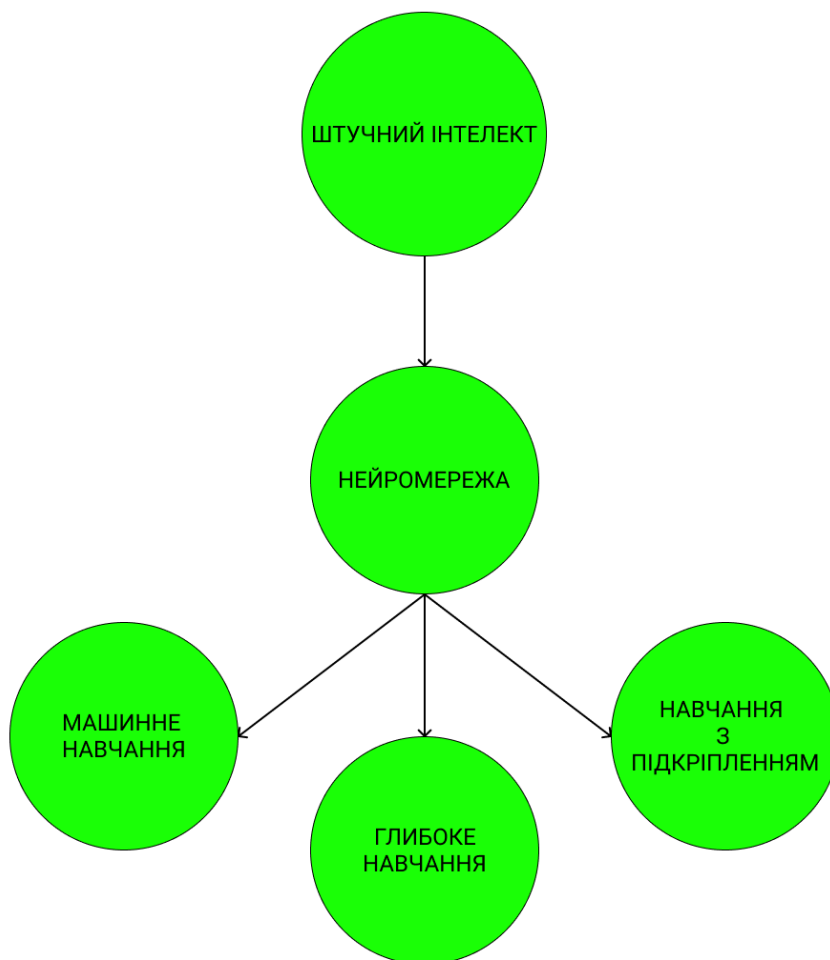 ШТУЧНИЙ ІНТЕЛЕКТ
НЕЙРОМЕРЕЖА
МАШИННЕ
НАВЧАННЯ
ГЛИБОКЕ
НАВЧАННЯ
НАВЧАННЯ
З
ПІДКРІПЛЕННЯМ